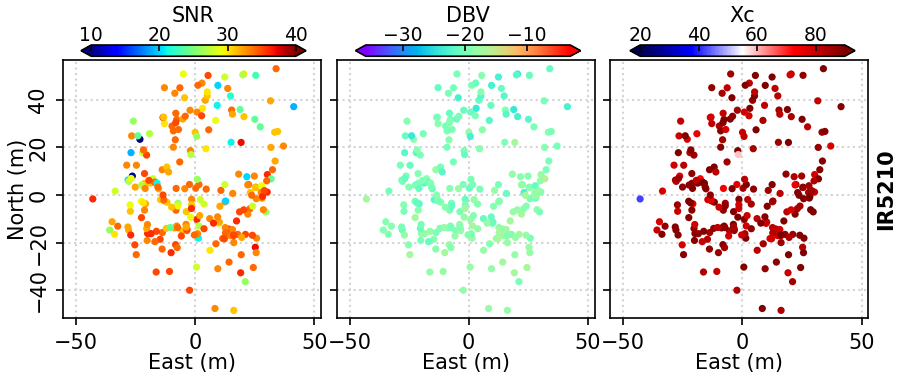 SNR DBV Xc
10 20 30 40 −30 −20 −10 20 40 60 80
40
20
0
−20
−40
North (m)
−50 0 50 −50 0 50 −50 0 50
East (m) East (m) East (m)
IR5210